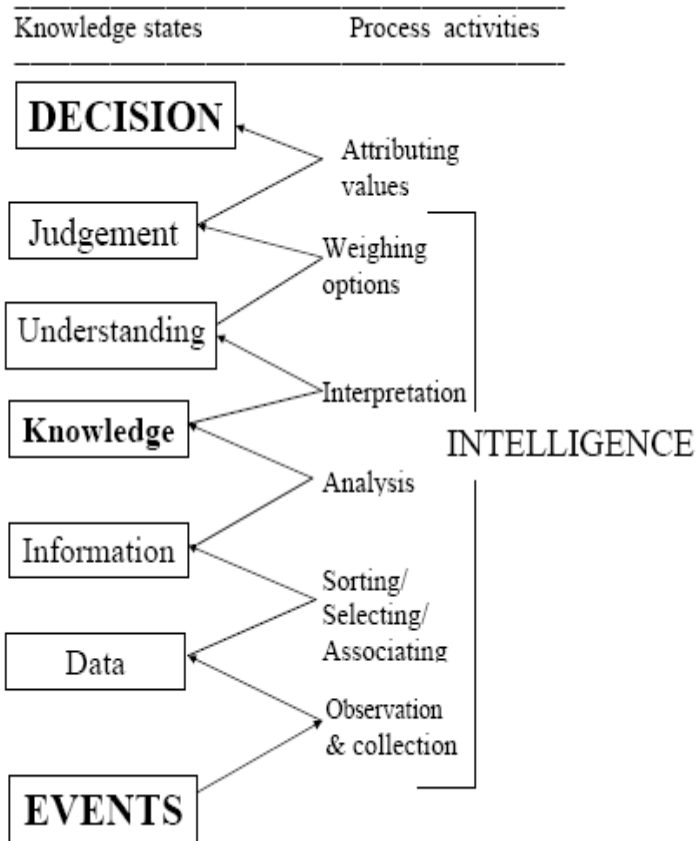 Knowledge states Process activities
DECISION
Attributing
values
Judgement
Weighing
options
Understanding
Interpretation
Knowledge
INTELLIGENCE
Analysis
Information
Sorting/
Selecting/
Associating
Data
Observation
& collection
EVENTS